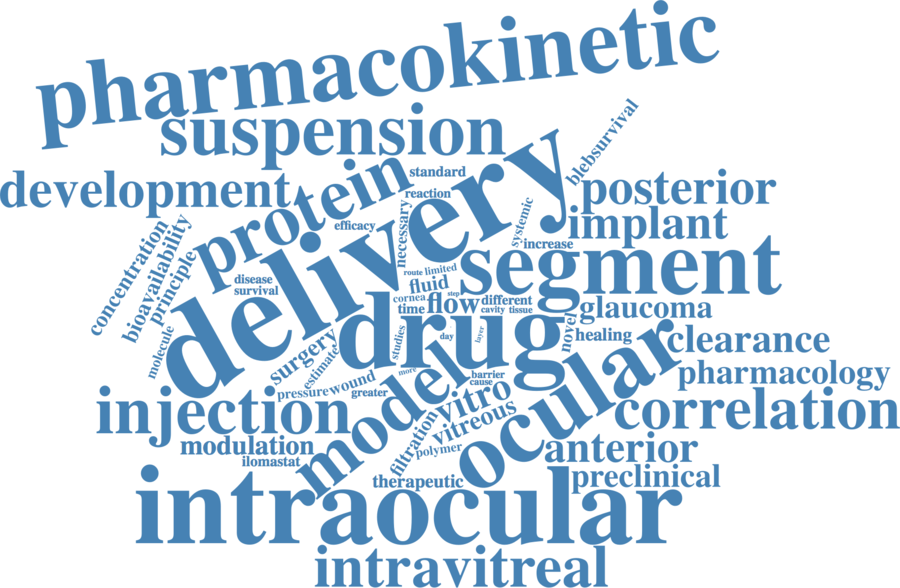 pharmacokinetic
suspension
blebsurvival
development
protein
standard
posterior
delivery
reaction
necessary
systemic
implant
efficacy
increase
concentration
bioavailability
principle
segment
disease
survival
route
limited
fluid
cornea
step
different
time
flow
cavity
tissue
glaucoma
drug
novel
healing
molecule
surgery
studies
day
layer
clearance
estimate
model
more
barrier
cause
ocular
pharmacology
pressure
wound
greater
injection
vitro
vitreous
correlation
modulation
filtration
polymer
anterior
ilomastat
therapeutic
preclinical
intraocular
intravitreal